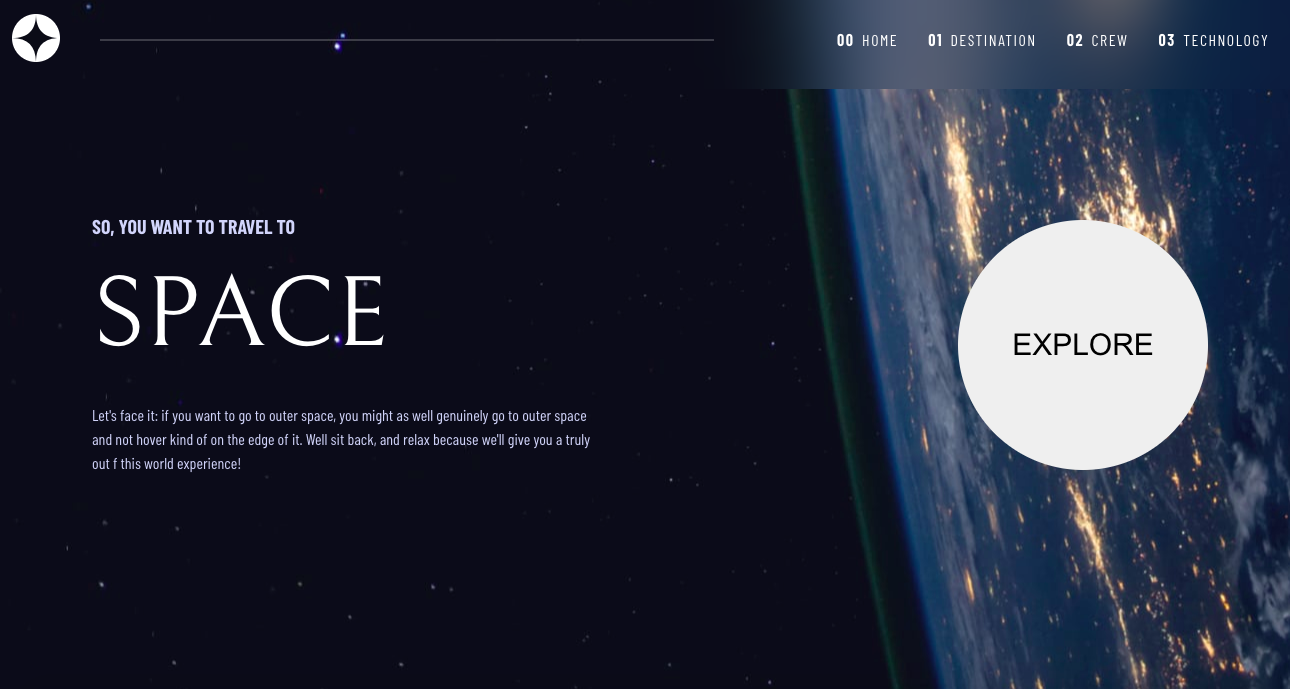 00 HOME 01 DESTINATION 02 CREW 03 TECHNOLOGY
SO, YOU WANT TO TRAVEL TO
SPACE
Let's face it: if you want to go to outer space, you might as well genuinely go to outer space
and not hover kind of on the edge of it. Well sit back, and relax because we'll give you a truly
out f this world experience!
EXPLORE